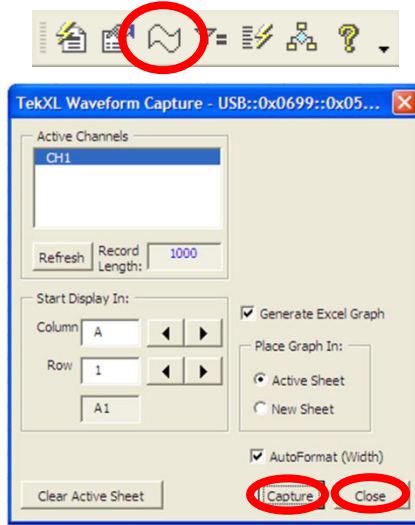 TekXL Waveform Capture - USB::0x0699::0x05...
Active Channels
CH1
Refresh
Record Length:
1000
Start Display In:
Column
A
Row
1
A1
Generate Excel Graph
Place Graph In:
Active Sheet
New Sheet
AutoFormat (Width)
Clear Active Sheet
Capture
Close